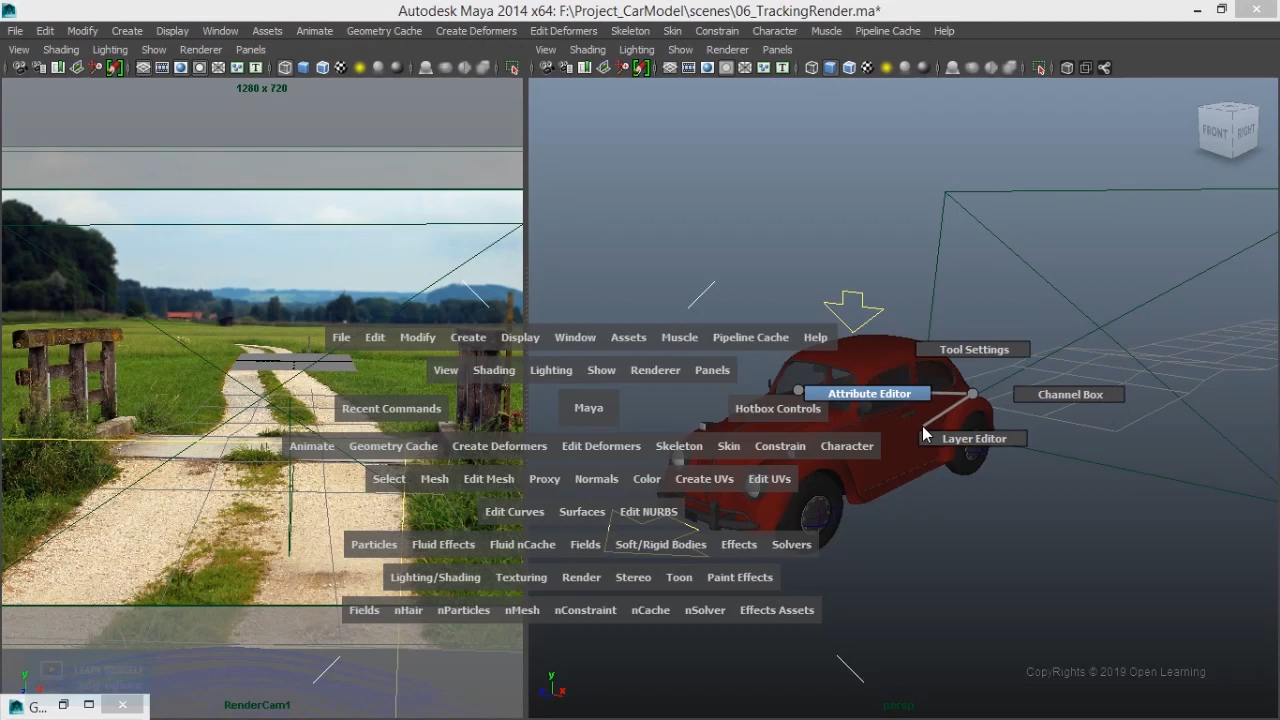 Autodesk Maya 2014 x64: F:\Project_CarModel\scenes\06_TrackingRender.ma*
File Edit Modify Create Display Window Assets Animate Geometry Cache Create Deformers Edit Deformers Skeleton Skin Constrain Character Muscle Pipeline Cache Help
View Shading Lighting Show Renderer Panels
View Shading Lighting Show Renderer Panels
1280 x 720
FRONT RIGHT
File Edit Modify Create Display Window Assets Muscle Pipeline Cache Help
Tool Settings
View Shading Lighting Show Renderer Panels
Attribute Editor
Channel Box
Recent Commands Maya Hotbox Controls
Layer Editor
Animate Geometry Cache Create Deformers Edit Deformers Skeleton Skin Constrain Character
Select Mesh Edit Mesh Proxy Normals Color Create UVs Edit UVs
Edit Curves Surfaces Edit NURBS
Particles Fluid Effects Fluid nCache Fields Soft/Rigid Bodies Effects Solvers
Lighting/Shading Texturing Render Stereo Toon Paint Effects
Fields nHair nParticles nMesh nConstraint nCache nSolver Effects Assets
LEARN YOURSELF
CopyRights © 2019 Open Learning
y
x
y
z
x
G...
RenderCam1
persp